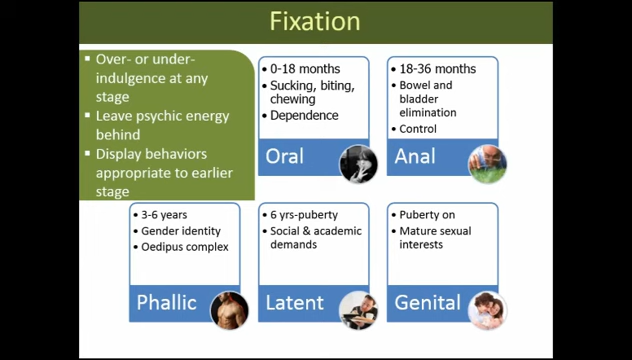 Fixation
▪ Over- or under-
indulgence at any
stage
▪ Leave psychic energy
behind
▪ Display behaviors
appropriate to earlier
stage
• 0-18 months
• Sucking, biting,
chewing
• Dependence
Oral
• 18-36 months
• Bowel and
bladder
elimination
• Control
Anal
• 3-6 years
• Gender identity
• Oedipus complex
Phallic
• 6 yrs-puberty
• Social & academic
demands
Latent
• Puberty on
• Mature sexual
interests
Genital